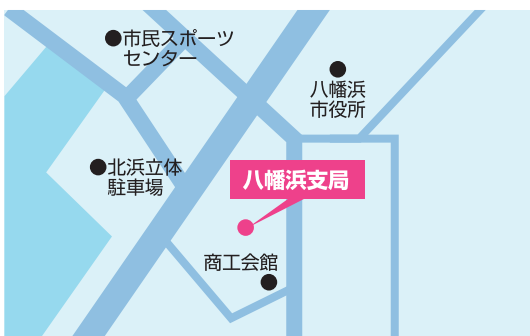 市民スポーツ
センター
八幡浜
市役所
北浜立体
駐車場
八幡浜支局
商工会館